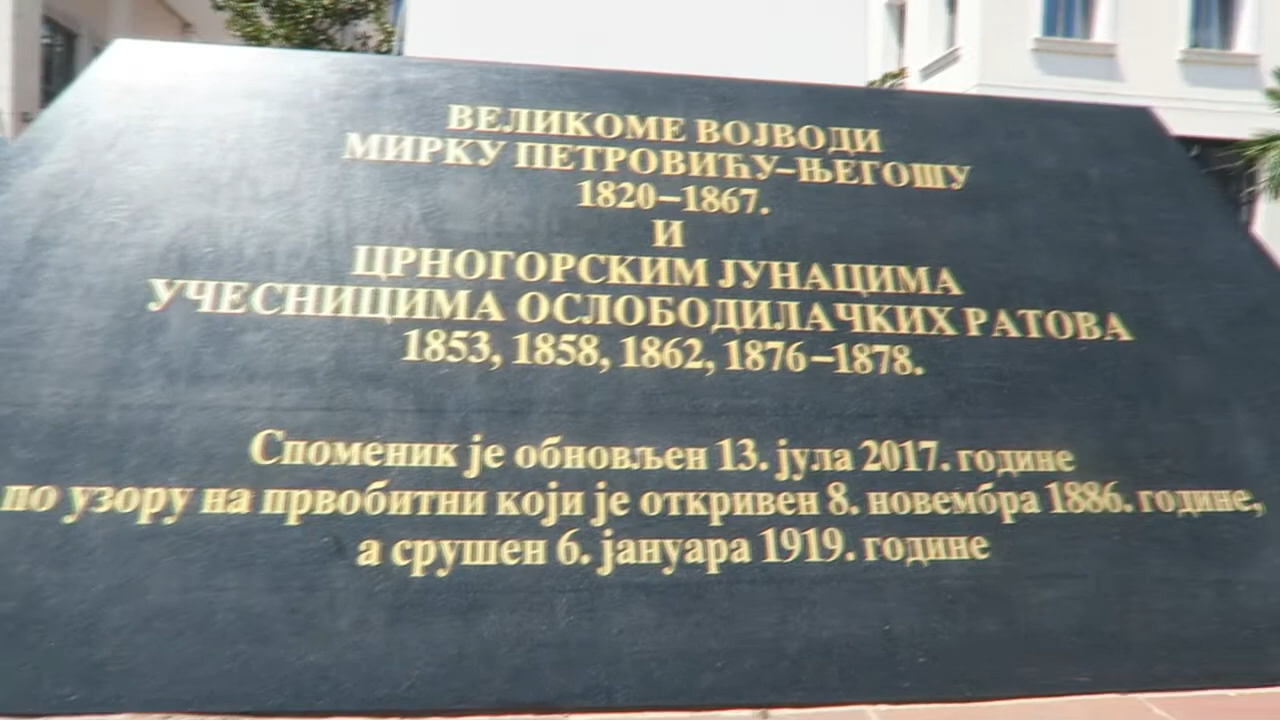 ВЕЛИКОМЕ ВОЈВОДИ
МИРКУ ПЕТРОВИЋУ–ЊЕГОШУ
1820–1867.
И
ЦРНОГОРСКИМ ЈУНАЦИМА
УЧЕСНИЦИМА ОСЛОБОДИЛАЧКИХ РАТОВА
1853, 1858, 1862, 1876–1878.
Споменик је обновљен 13. јула 2017. године
по узору на првобитни који је откривен 8. новембра 1886. године,
а срушен 6. јануара 1919. године